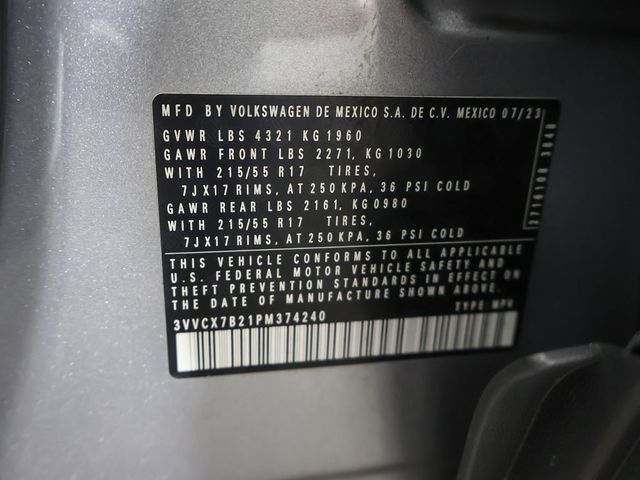 MFD BY VOLKSWAGEN DE MEXICO S.A. DE C.V. MEXICO 07/23
GVWR LBS 4321 KG 1960
GAWR FRONT LBS 2271, KG 1030
WITH 215/55 R17 TIRES,
7JX17 RIMS, AT 250 KPA, 36 PSI COLD
GAWR REAR LBS 2161, KG 0980
WITH 215/55 R17 TIRES,
7JX17 RIMS, AT 250 KPA, 36 PSI COLD
THIS VEHICLE CONFORMS TO ALL APPLICABLE
U.S. FEDERAL MOTOR VEHICLE SAFETY AND
THEFT PREVENTION STANDARDS IN EFFECT ON
THE DATE OF MANUFACTURE SHOWN ABOVE
3VVCX7B21PM374240 TYPE: MPV